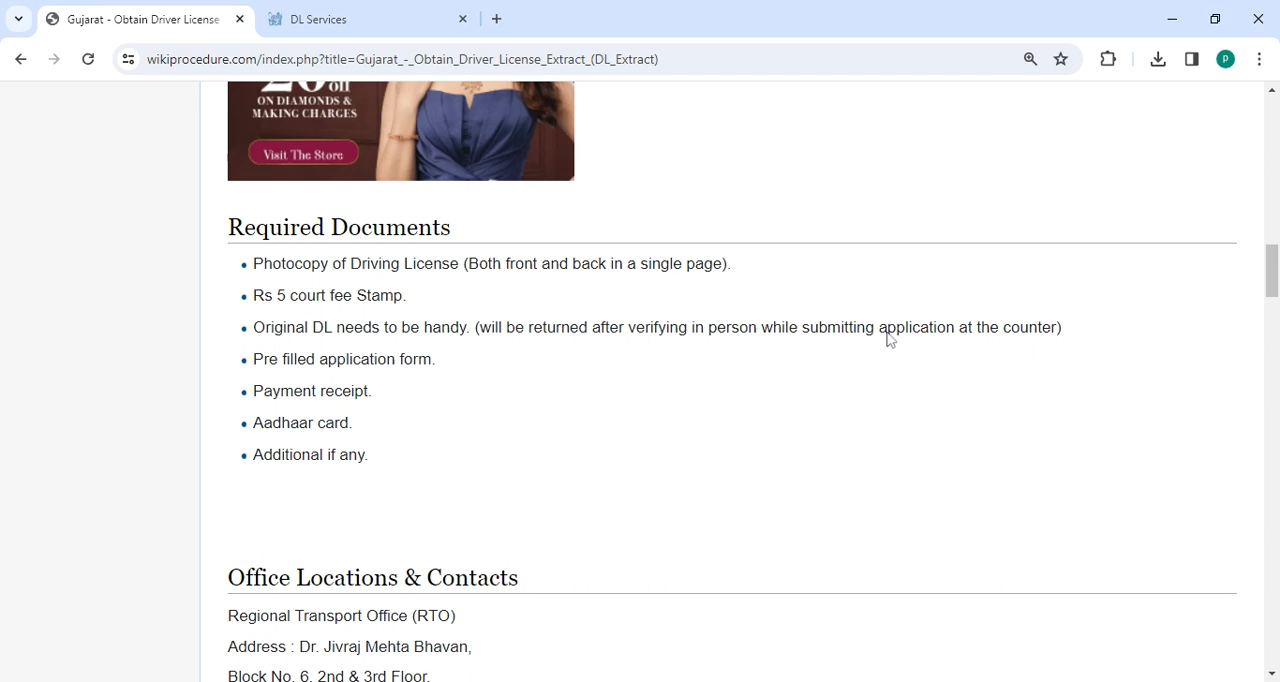 Gujarat - Obtain Driver License
DL Services
wikiprocedure.com/index.php?title=Gujarat_-_Obtain_Driver_License_Extract_(DL_Extract)
P
ON DIAMONDS &
MAKING CHARGES
Visit The Store
Required Documents
Photocopy of Driving License (Both front and back in a single page).
Rs 5 court fee Stamp.
Original DL needs to be handy. (will be returned after verifying in person while submitting application at the counter)
Pre filled application form.
Payment receipt.
Aadhaar card.
Additional if any.
Office Locations & Contacts
Regional Transport Office (RTO)
Address : Dr. Jivraj Mehta Bhavan,
Block No. 6, 2nd & 3rd Floor,